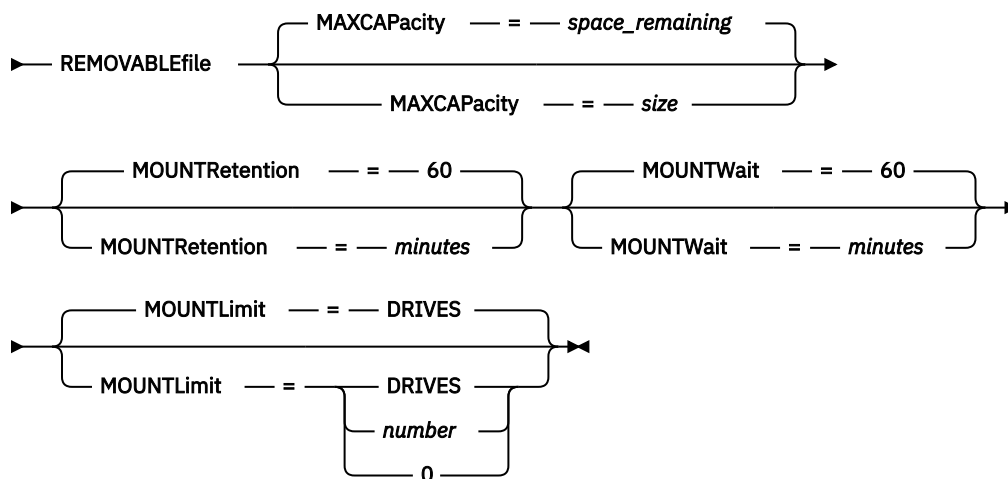 MAXCAPacity = space_remaining
REMOVABLEfile
MAXCAPacity = size
MOUNTRetention = 60 MOUNTWait = 60
MOUNTRetention = minutes MOUNTWait = minutes
MOUNTLimit = DRIVES
MOUNTLimit = DRIVES
number
0